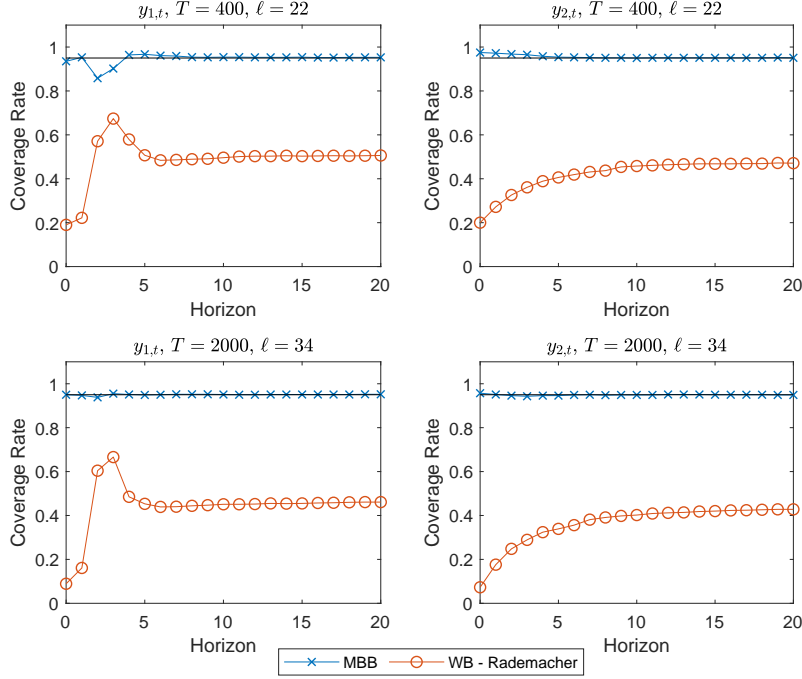 y₁,ₜ, T = 400, ℓ = 22
y₂,ₜ, T = 400, ℓ = 22
Coverage Rate
1
0.8
0.6
0.4
0.2
0
0 5 10 15 20
Horizon
Coverage Rate
1
0.8
0.6
0.4
0.2
0
0 5 10 15 20
Horizon
y₁,ₜ, T = 2000, ℓ = 34
y₂,ₜ, T = 2000, ℓ = 34
Coverage Rate
1
0.8
0.6
0.4
0.2
0
0 5 10 15 20
Horizon
Coverage Rate
1
0.8
0.6
0.4
0.2
0
0 5 10 15 20
Horizon
MBB WB - Rademacher